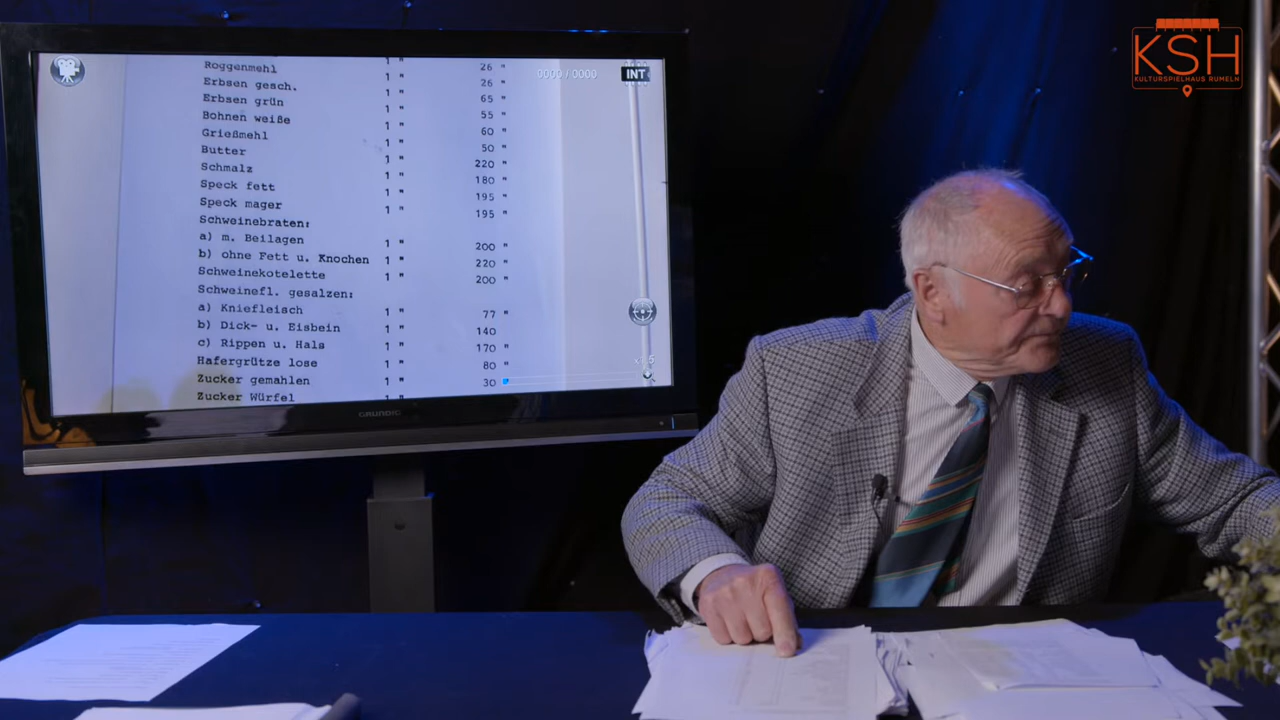 Roggenmehl 1 " 26 "
Erbsen gesch. 1 " 26 "
Erbsen grün 1 " 65 "
Bohnen weiße 1 " 55 "
Grießmehl 1 " 60 "
Butter 1 " 50 "
Schmalz 1 " 220 "
Speck fett 1 " 180 "
Speck mager 1 " 195 "
Schweinebraten: 195 "
a) m. Beilagen 1 " 200 "
b) ohne Fett u. Knochen 1 " 220 "
Schweinekotelette 1 " 200 "
Schweinefl. gesalzen:
a) Kniefleisch 1 " 77 "
b) Dick- u. Eisbein 1 " 140
c) Rippen u. Hals 1 " 170 "
Hafergrütze lose 1 " 80 "
Zucker gemahlen 1 " 30 "
Zucker Würfel 1 "
0000 / 0000
INT
GRUNDIG
KSH
KULTURSPIELHAUS RUMELN